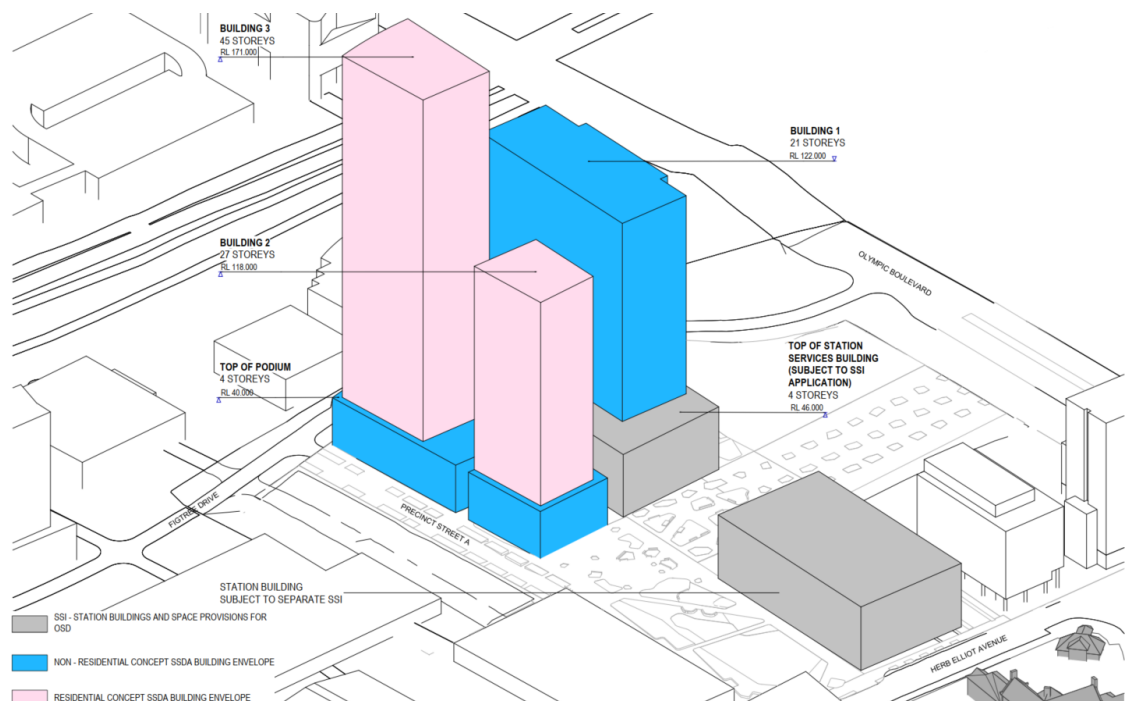 BUILDING 3
45 STOREYS
RL 171.000
BUILDING 1
21 STOREYS
RL 122.000
BUILDING 2
27 STOREYS
RL 118.000
OLYMPIC BOULEVARD
TOP OF STATION
SERVICES BUILDING
(SUBJECT TO SSI
APPLICATION)
4 STOREYS
RL 46.000
TOP OF PODIUM
4 STOREYS
RL 40.000
FIGTREE DRIVE
PRECINCT STREET A
STATION BUILDING
SUBJECT TO SEPARATE SSI
HERB ELLIOT AVENUE
SSI - STATION BUILDINGS AND SPACE PROVISIONS FOR
OSD
NON - RESIDENTIAL CONCEPT SSDA BUILDING ENVELOPE
RESIDENTIAL CONCEPT SSDA BUILDING ENVELOPE